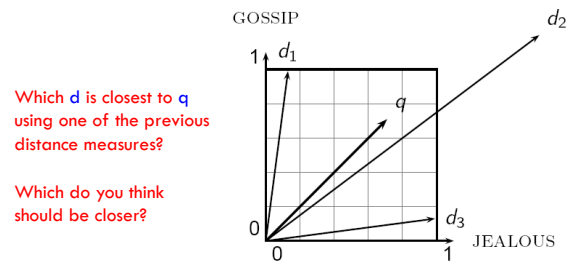 GOSSIP
d₂
1 d₁
Which d is closest to q
using one of the previous
distance measures?
q
Which do you think
should be closer?
d₃
0
0 1 JEALOUS